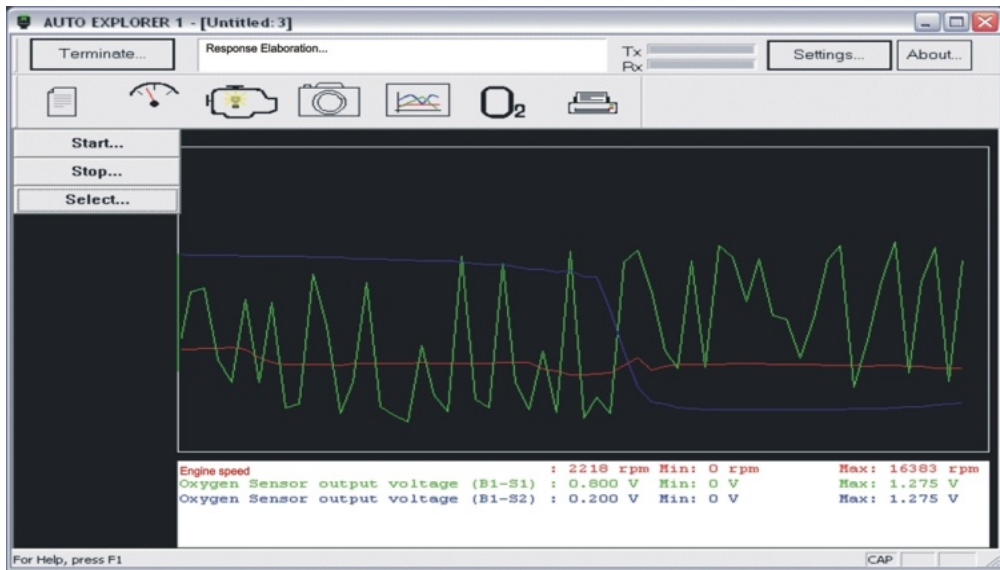 AUTO EXPLORER 1 - [Untitled:3]
Terminate...
Response Elaboration...
Tx
Rx
Settings...
About...
O2
Start...
Stop...
Select...
Engine speed : 2218 rpm Min: 0 rpm Max: 16383 rpm
Oxygen Sensor output voltage (B1-S1) : 0.800 V Min: 0 V Max: 1.275 V
Oxygen Sensor output voltage (B1-S2) : 0.200 V Min: 0 V Max: 1.275 V
For Help, press F1
CAP